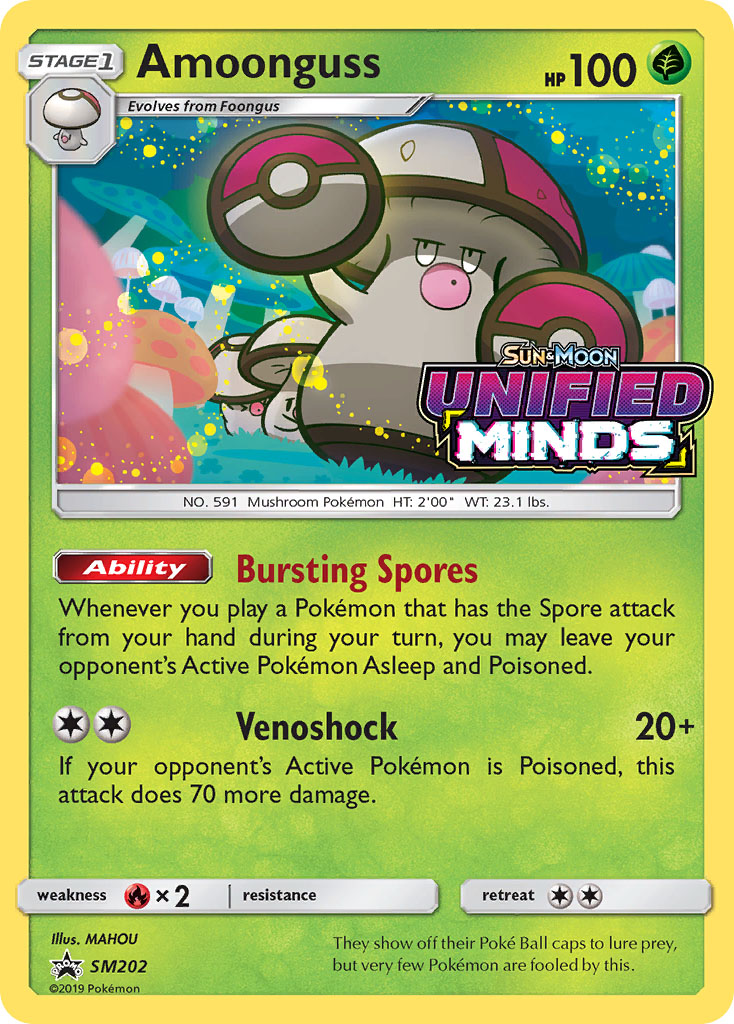 STAGE1
Amoonguss
HP 100
Evolves from Foongus
SUN & MOON
UNIFIED
MINDS
NO. 591 Mushroom Pokémon HT: 2'00" WT: 23.1 lbs.
Ability Bursting Spores
Whenever you play a Pokémon that has the Spore attack
from your hand during your turn, you may leave your
opponent's Active Pokémon Asleep and Poisoned.
Venoshock 20+
If your opponent's Active Pokémon is Poisoned, this
attack does 70 more damage.
weakness ×2 resistance retreat
Illus. MAHOU
PROMO SM202
©2019 Pokémon
They show off their Poké Ball caps to lure prey,
but very few Pokémon are fooled by this.